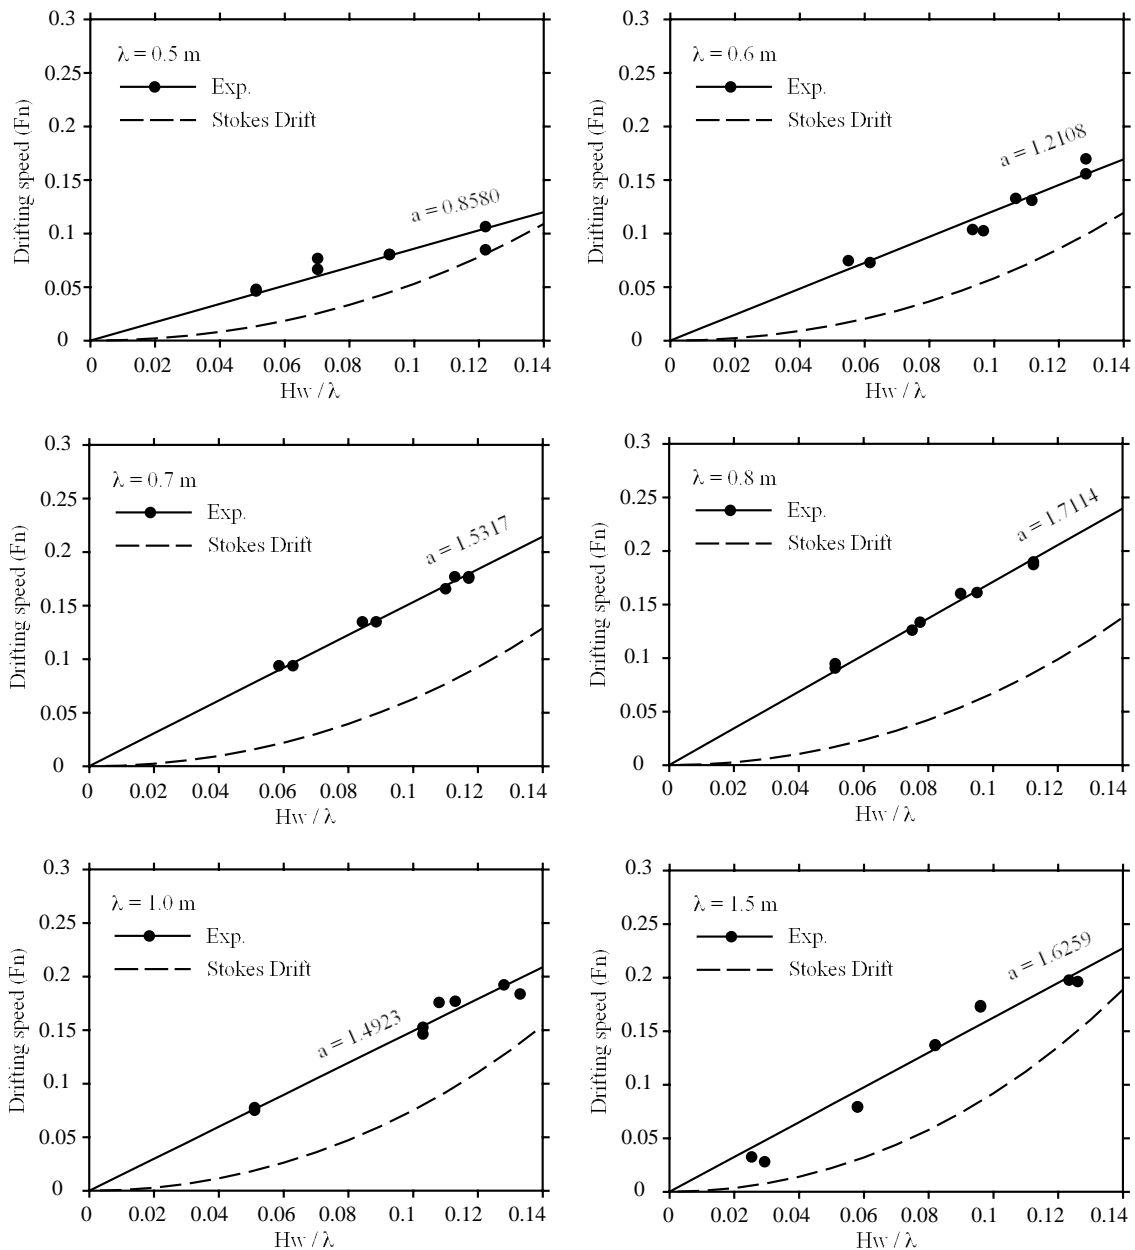 0.3
0.25
0.2
0.15
0.1
0.05
0
Drifting speed (Fn)
λ = 0.5 m
Exp.
Stokes Drift
a = 0.8580
0 0.02 0.04 0.06 0.08 0.1 0.12 0.14
Hw / λ
0.3
0.25
0.2
0.15
0.1
0.05
0
Drifting speed (Fn)
λ = 0.6 m
Exp.
Stokes Drift
a = 1.2108
0 0.02 0.04 0.06 0.08 0.1 0.12 0.14
Hw / λ
0.3
0.25
0.2
0.15
0.1
0.05
0
Drifting speed (Fn)
λ = 0.7 m
Exp.
Stokes Drift
a = 1.5317
0 0.02 0.04 0.06 0.08 0.1 0.12 0.14
Hw / λ
0.3
0.25
0.2
0.15
0.1
0.05
0
Drifting speed (Fn)
λ = 0.8 m
Exp.
Stokes Drift
a = 1.7114
0 0.02 0.04 0.06 0.08 0.1 0.12 0.14
Hw / λ
0.3
0.25
0.2
0.15
0.1
0.05
0
Drifting speed (Fn)
λ = 1.0 m
Exp.
Stokes Drift
a = 1.4923
0 0.02 0.04 0.06 0.08 0.1 0.12 0.14
Hw / λ
0.3
0.25
0.2
0.15
0.1
0.05
0
Drifting speed (Fn)
λ = 1.5 m
Exp.
Stokes Drift
a = 1.6259
0 0.02 0.04 0.06 0.08 0.1 0.12 0.14
Hw / λ